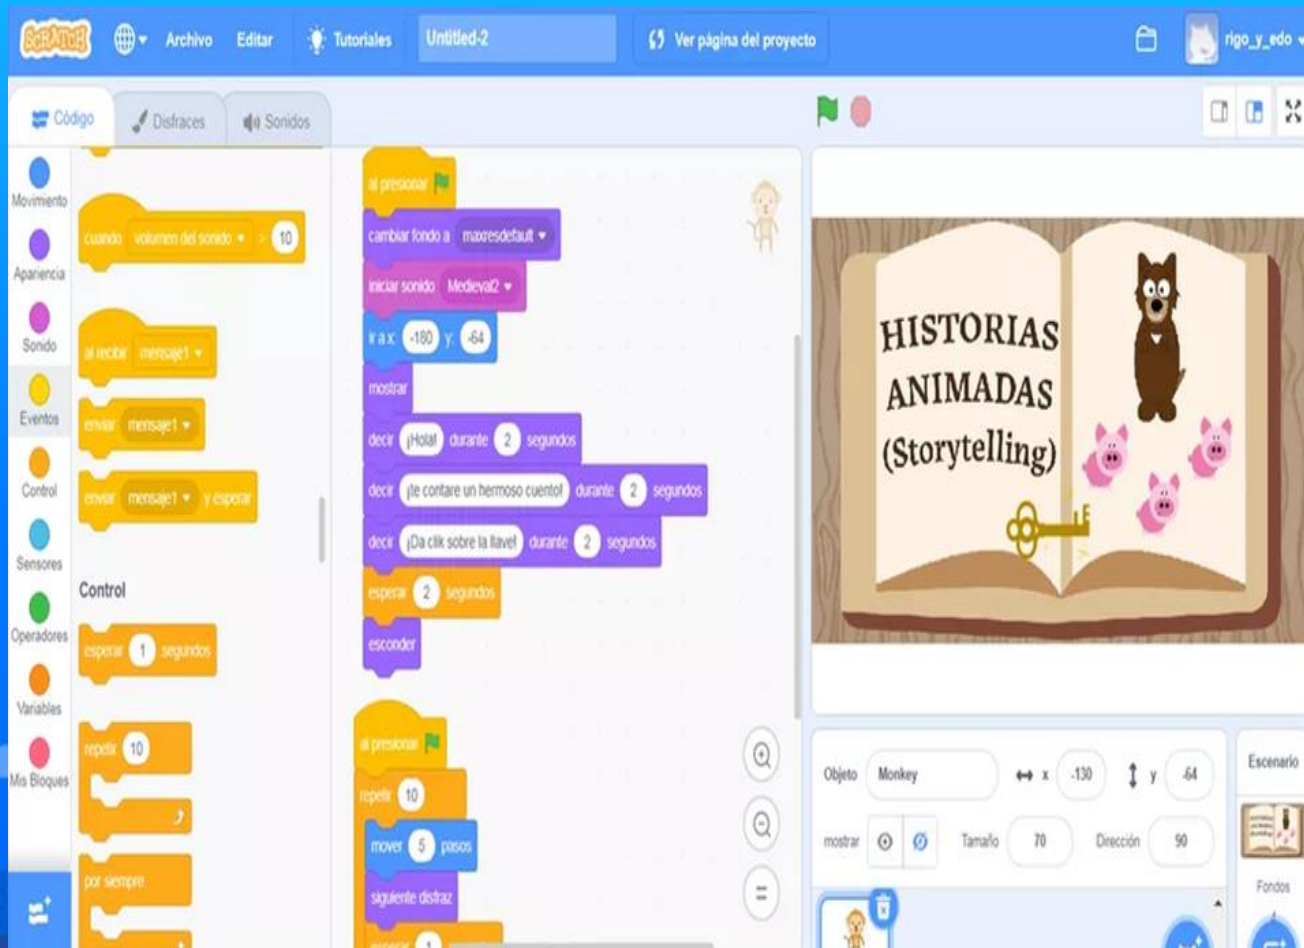 SCRATCH
Archivo Editar Tutoriales Untitled-2 Ver página del proyecto rigo_y_edo
Código Disfraces Sonidos
Movimiento
Apariencia
Sonido
Eventos
Control
Sensores
Operadores
Variables
Mis Bloques
cuando volumen del sonido > 10
al recibir mensaje1
enviar mensaje1
enviar mensaje1 y esperar
Control
esperar 1 segundos
repetir 10
por siempre
al presionar
cambiar fondo a maxresdefault
iniciar sonido Medieval2
ir a x: -180 y: -64
mostrar
decir ¡Hola! durante 2 segundos
decir ¡te contare un hermoso cuento! durante 2 segundos
decir ¡Da clik sobre la llave! durante 2 segundos
esperar 2 segundos
esconder
al presionar
repetir 10
mover 5 pasos
siguiente disfraz
esperar 1
HISTORIAS
ANIMADAS
(Storytelling)
Objeto Monkey x -130 y -64
mostrar Tamaño 70 Dirección 90
Escenario
Fondos